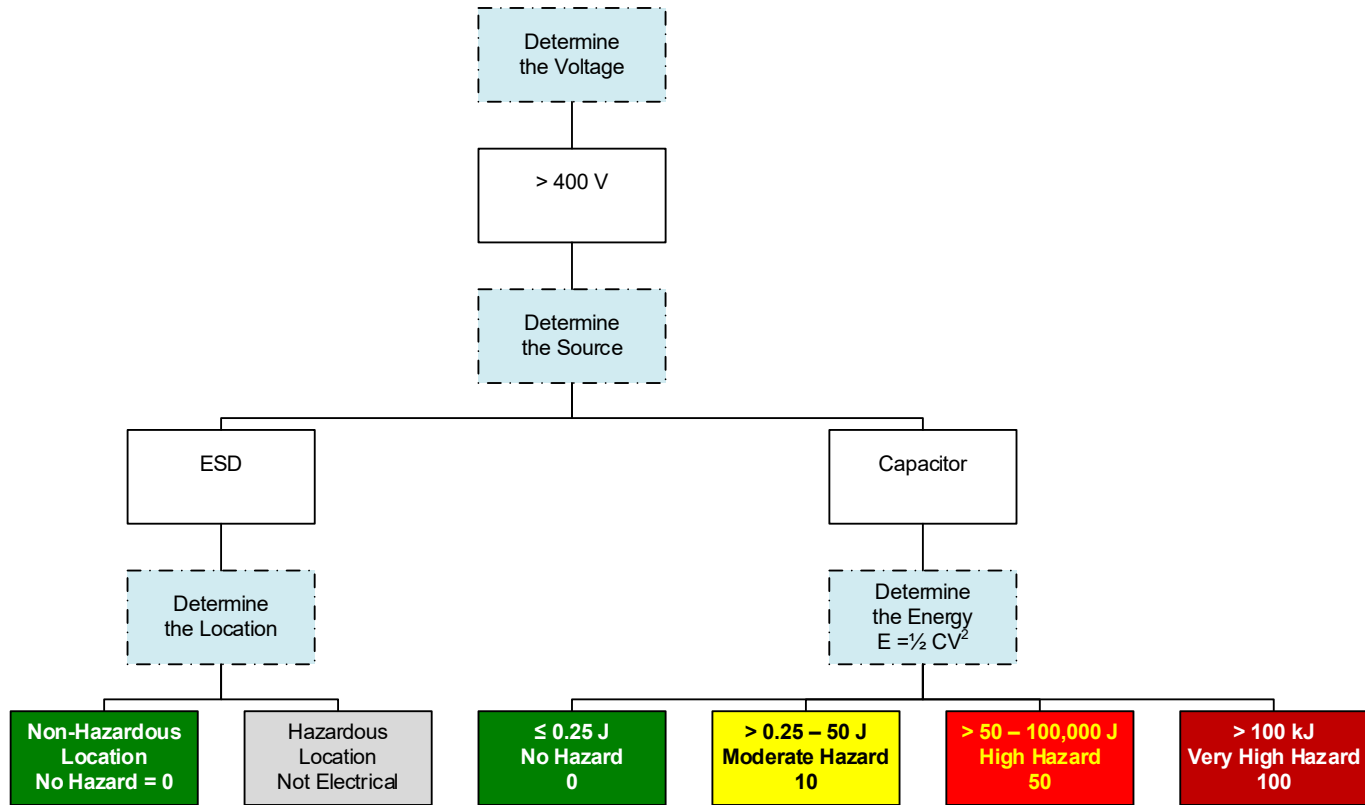 Determine
the Voltage
> 400 V
Determine
the Source
ESD
Capacitor
Determine
the Location
Determine
the Energy
E =½ CV²
Non-Hazardous
Location
No Hazard = 0
Hazardous
Location
Not Electrical
≤ 0.25 J
No Hazard
0
> 0.25 – 50 J
Moderate Hazard
10
> 50 – 100,000 J
High Hazard
50
> 100 kJ
Very High Hazard
100